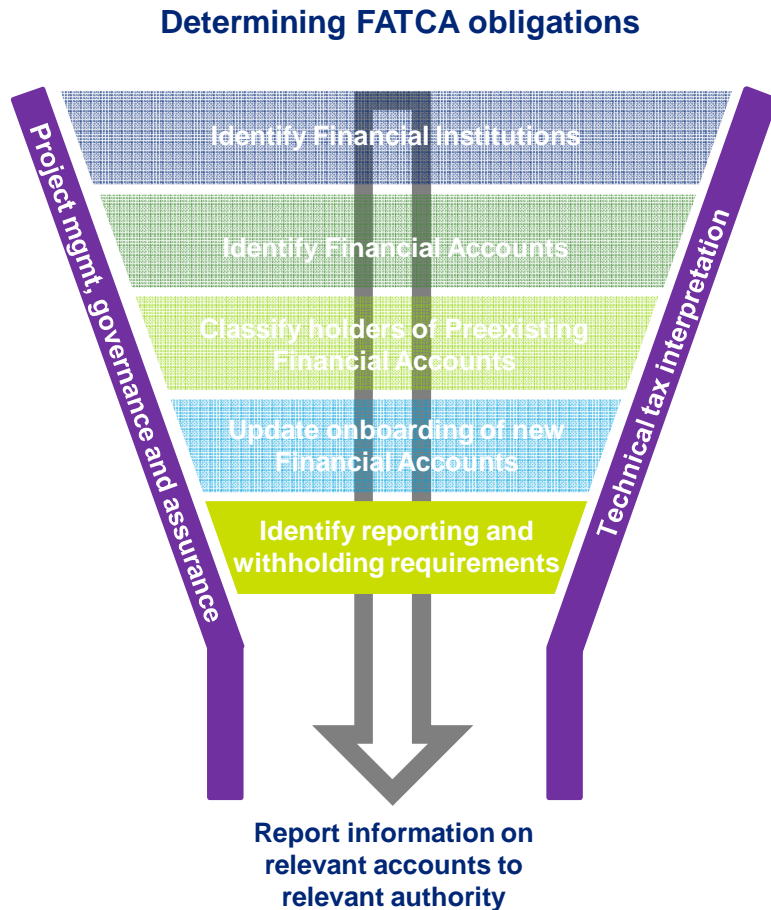 Determining FATCA obligations
Identify Financial Institutions
Identify Financial Accounts
Classify holders of Preexisting
Financial Accounts
Update onboarding of new
Financial Accounts
Identify reporting and
withholding requirements
Project mgmt, governance and assurance
Technical tax interpretation
Report information on
relevant accounts to
relevant authority